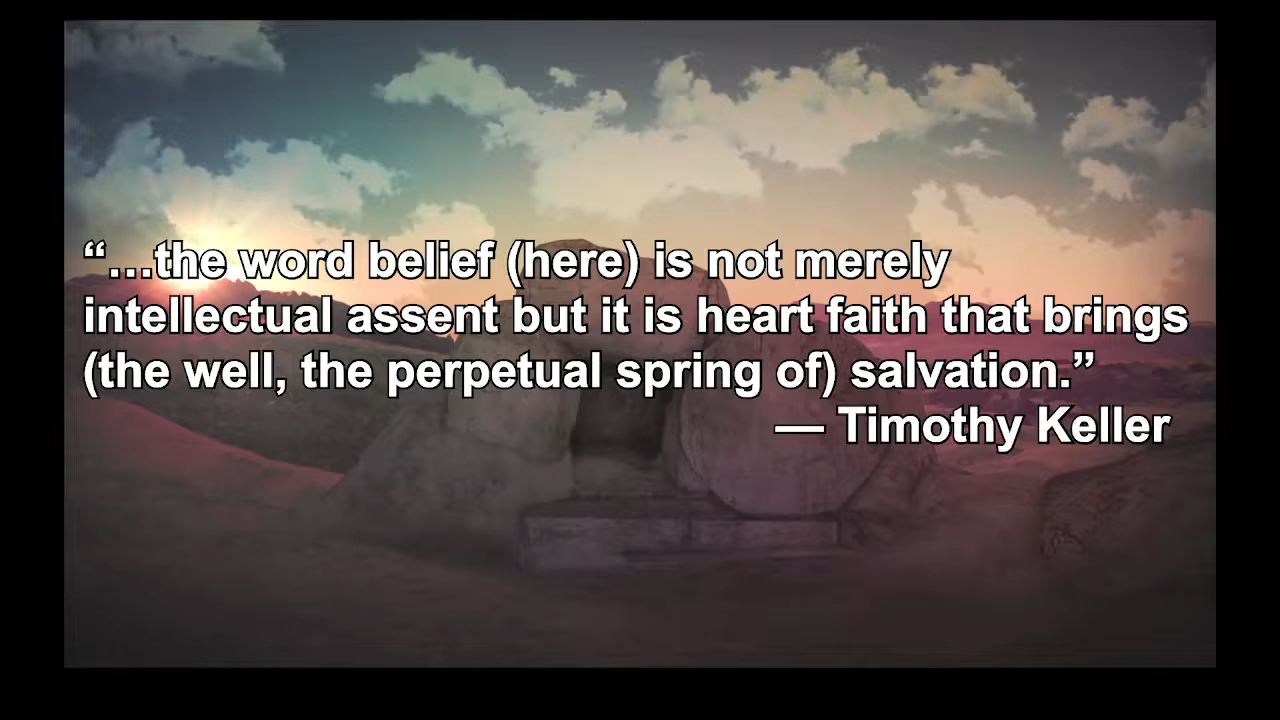 “…the word belief (here) is not merely
intellectual assent but it is heart faith that brings
(the well, the perpetual spring of) salvation.”
— Timothy Keller